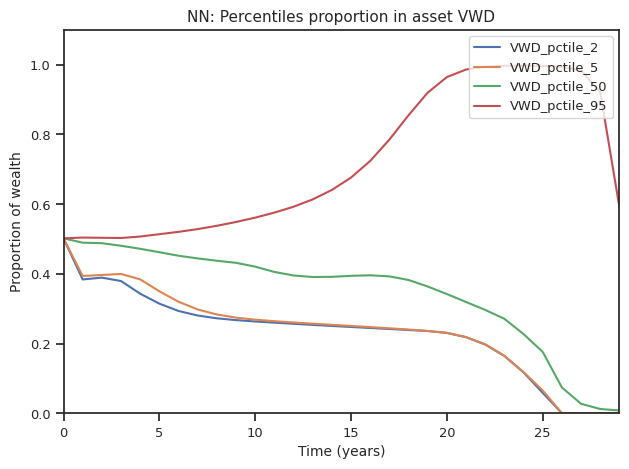 NN: Percentiles proportion in asset VWD
VWD_pctile_2
VWD_pctile_5
VWD_pctile_50
VWD_pctile_95
Proportion of wealth
1.0
0.8
0.6
0.4
0.2
0.0
0 5 10 15 20 25
Time (years)